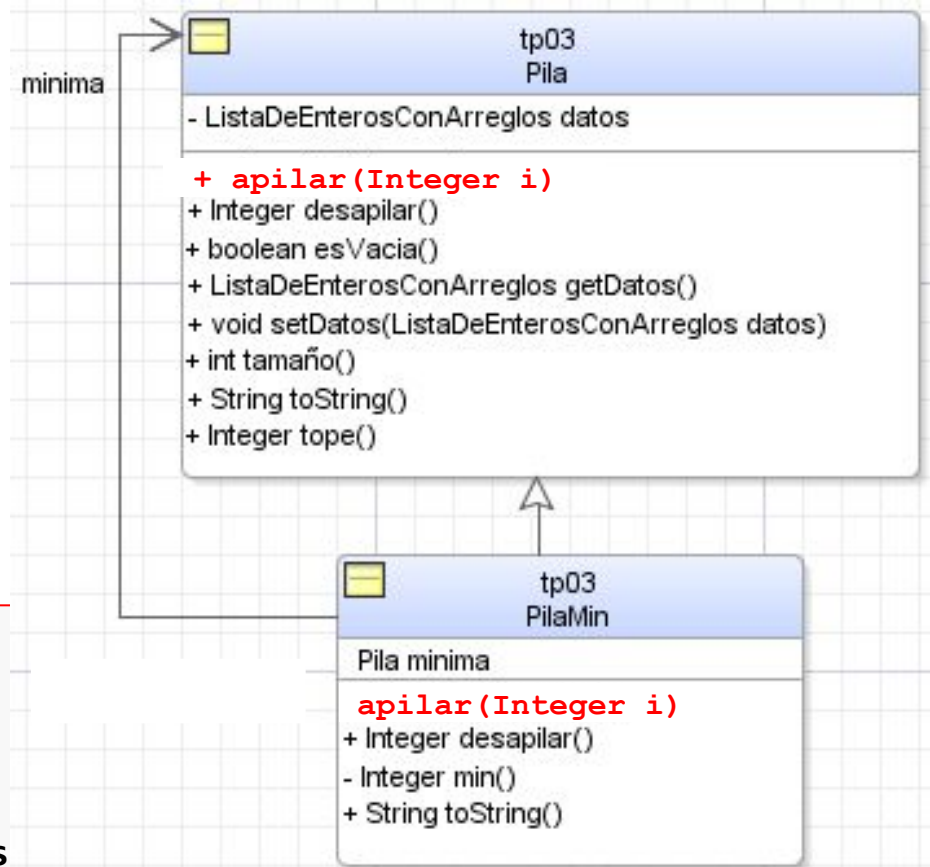 minima
tp03
Pila
- ListaDeEnterosConArreglos datos
+ apilar(Integer i)
+ Integer desapilar()
+ boolean esVacia()
+ ListaDeEnterosConArreglos getDatos()
+ void setDatos(ListaDeEnterosConArreglos datos)
+ int tamaño()
+ String toString()
+ Integer tope()
tp03
PilaMin
Pila minima
apilar(Integer i)
+ Integer desapilar()
- Integer min()
+ String toString()
s